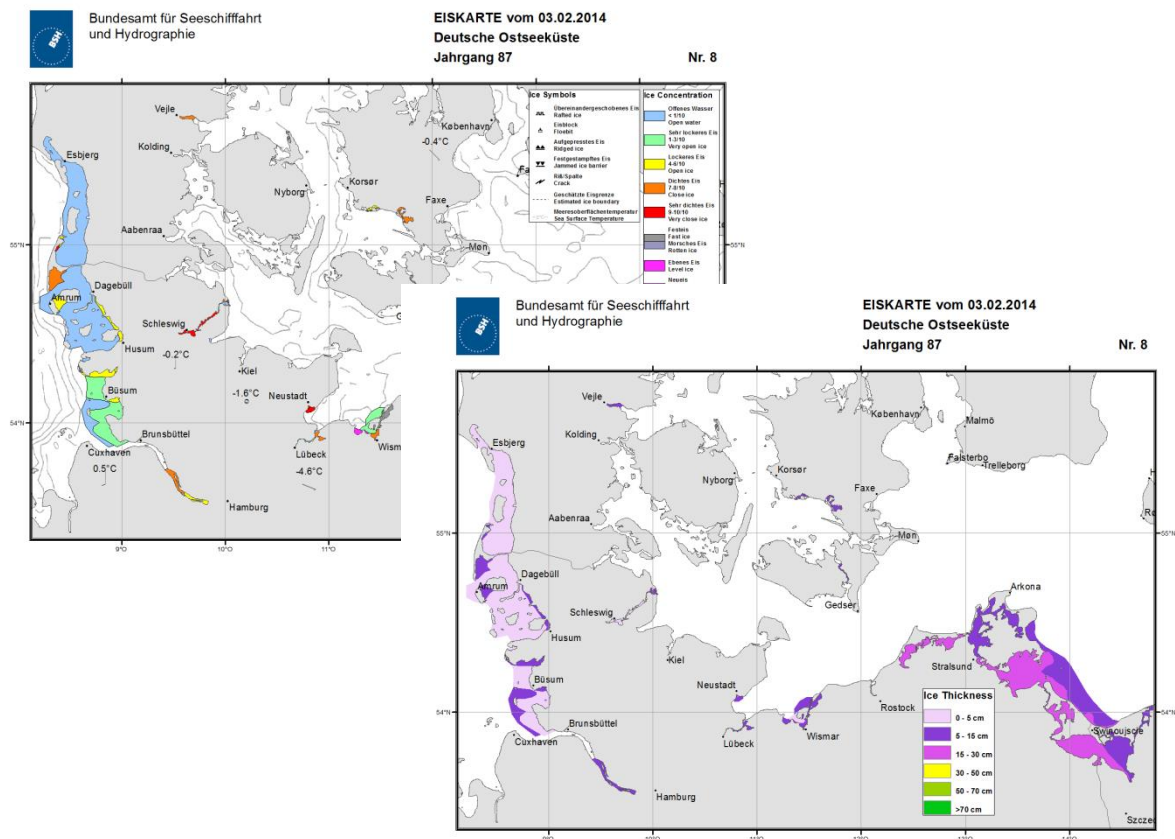 Bundesamt für Seeschifffahrt
und Hydrographie
BSH
EISKARTE vom 03.02.2014
Deutsche Ostseeküste
Jahrgang 87 Nr. 8
Ice Symbols
Übereinandergeschobenes Eis
Rafted ice
Eisblock
Floebit
Aufgepresstes Eis
Ridged ice
Festgestampftes Eis
Jammed ice barrier
Riß/Spalte
Crack
Geschätzte Eisgrenze
Estimated ice boundary
Meeresoberflächentemperatur
Sea Surface Temperature
Ice Concentration
Offenes Wasser
< 1/10
Open water
Sehr lockeres Eis
1-3/10
Very open ice
Lockeres Eis
4-6/10
Open ice
Dichtes Eis
7-8/10
Close ice
Sehr dichtes Eis
9-10/10
Very close ice
Festeis
Fast ice
Morsches Eis
Rotten ice
Ebenes Eis
Level ice
Neueis
Vejle
København
-0.4°C
Kolding
Esbjerg
Nyborg
Korsør
Faxe
Aabenraa
Møn
55°N
55°N
Dagebüll
Amrum
Schleswig
Husum
-0.2°C
Kiel
-1.6°C
Büsum
Neustadt
54°N
Brunsbüttel
Cuxhaven
0.5°C
Lübeck
-4.6°C
Wism
Hamburg
9°O
10°O
11°O
Bundesamt für Seeschifffahrt
und Hydrographie
BSH
EISKARTE vom 03.02.2014
Deutsche Ostseeküste
Jahrgang 87 Nr. 8
Vejle
København
Malmö
Kolding
Esbjerg
Falsterbo
Trelleborg
Nyborg
Korsør
Faxe
Aabenraa
Møn
55°N
55°N
Dagebüll
Amrum
Gedser
Arkona
Schleswig
Husum
Kiel
Stralsund
Büsum
Neustadt
Rostock
54°N
54°N
Brunsbüttel
Cuxhaven
Lübeck
Wismar
Swinoujscie
Hamburg
Szczec
Ice Thickness
0 - 5 cm
5 - 15 cm
15 - 30 cm
30 - 50 cm
50 - 70 cm
>70 cm